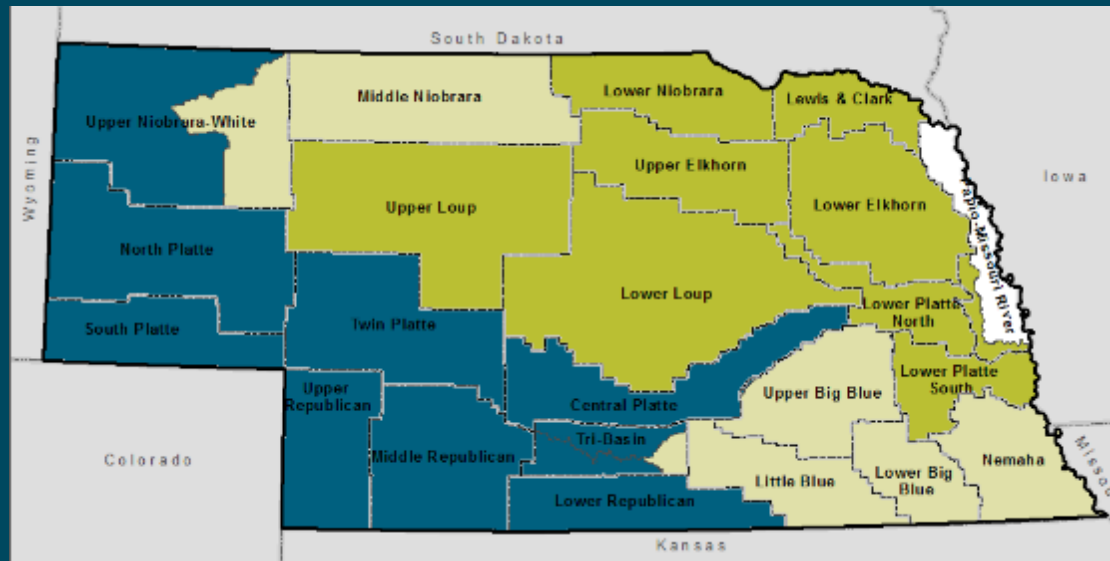 South Dakota
Lower Niobrara
Middle Niobrara
Lewis & Clark
Upper Niobrara-White
Wyoming
Iowa
Upper Elkhorn
Lower Elkhorn
Upper Loup
Papio-Missouri River
North Platte
Lower Loup
Lower Platte
North
South Platte
Twin Platte
Lower Platte
South
Upper
Republican
Upper Big Blue
Central Platte
Tri-Basin
Colorado
Middle Republican
Nemaha
Lower Big
Blue
Little Blue
Lower Republican
Kansas